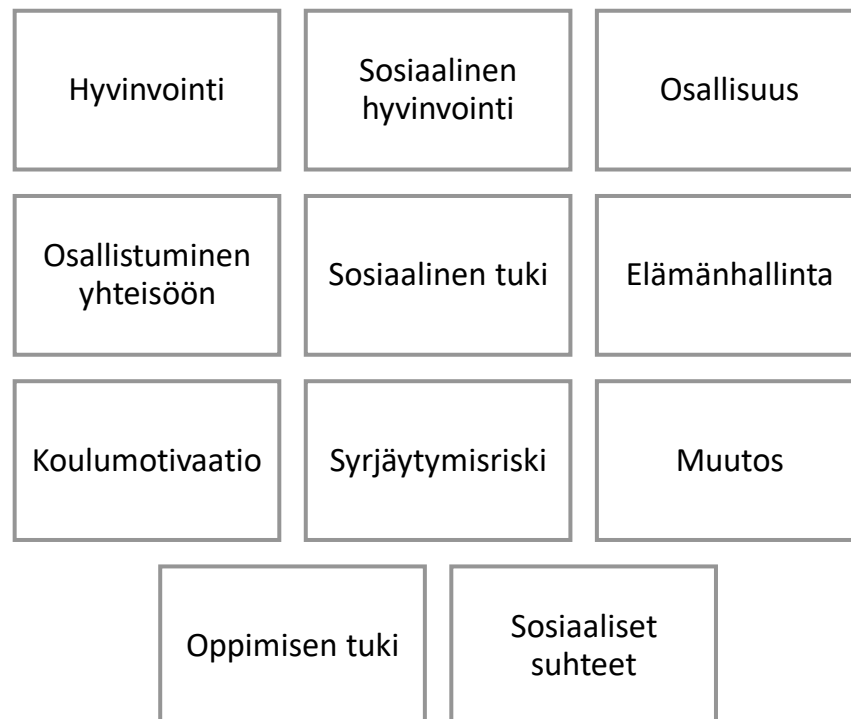 Hyvinvointi
Sosiaalinen
hyvinvointi
Osallisuus
Osallistuminen
yhteisöön
Sosiaalinen tuki
Elämänhallinta
Koulumotivaatio
Syrjäytymisriski
Muutos
Oppimisen tuki
Sosiaaliset
suhteet